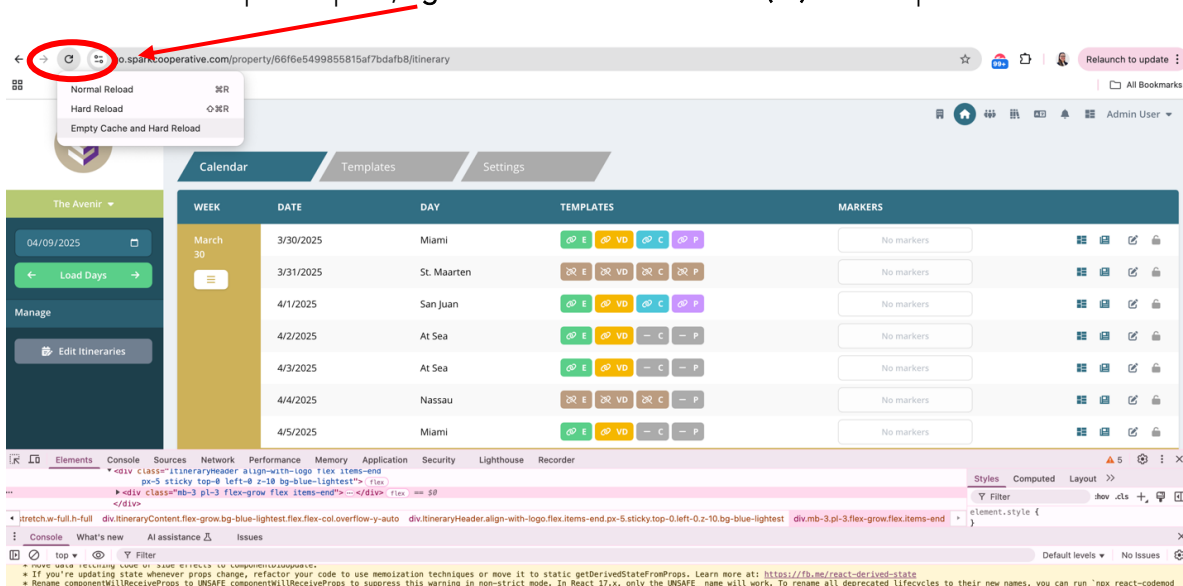 o.sparkcooperative.com/property/66f6e5499855815af7bdafb8/itinerary
99+
Relaunch to update
Normal Reload ⌘R
Hard Reload ⇧⌘R
Empty Cache and Hard Reload
All Bookmarks
Admin User
Calendar Templates Settings
The Avenir
WEEK DATE DAY TEMPLATES MARKERS
04/09/2025
Load Days
Manage
Edit Itineraries
March
30
3/30/2025 Miami E VD C P No markers
3/31/2025 St. Maarten E VD C P No markers
4/1/2025 San Juan E VD C P No markers
4/2/2025 At Sea E VD C P No markers
4/3/2025 At Sea E VD C P No markers
4/4/2025 Nassau E VD C P No markers
4/5/2025 Miami E VD C P No markers
Elements Console Sources Network Performance Memory Application Security Lighthouse Recorder 5
<div class="ItineraryHeader align-with-logo flex items-end
px-5 sticky top-0 left-0 z-10 bg-blue-lightest"> flex
<div class="mb-3 pl-3 flex-grow flex items-end">…</div> flex == $0
</div>
Styles Computed Layout
Filter :hov .cls
element.style {
}
stretch.w-full.h-full div.ItineraryContent.flex-grow.bg-blue-lightest.flex.flex-col.overflow-y-auto div.ItineraryHeader.align-with-logo.flex.items-end.px-5.sticky.top-0.left-0.z-10.bg-blue-lightest div.mb-3.pl-3.flex-grow.flex.items-end
Console What's new AI assistance Issues
top Filter Default levels No Issues
* Move data fetching code or side effects to componentDidUpdate.
* If you're updating state whenever props change, refactor your code to use memoization techniques or move it to static getDerivedStateFromProps. Learn more at: https://fb.me/react-derived-state
* Rename componentWillReceiveProps to UNSAFE_componentWillReceiveProps to suppress this warning in non-strict mode. In React 17.x, only the UNSAFE_ name will work. To rename all deprecated lifecycles to their new names, you can run `npx react-codemod